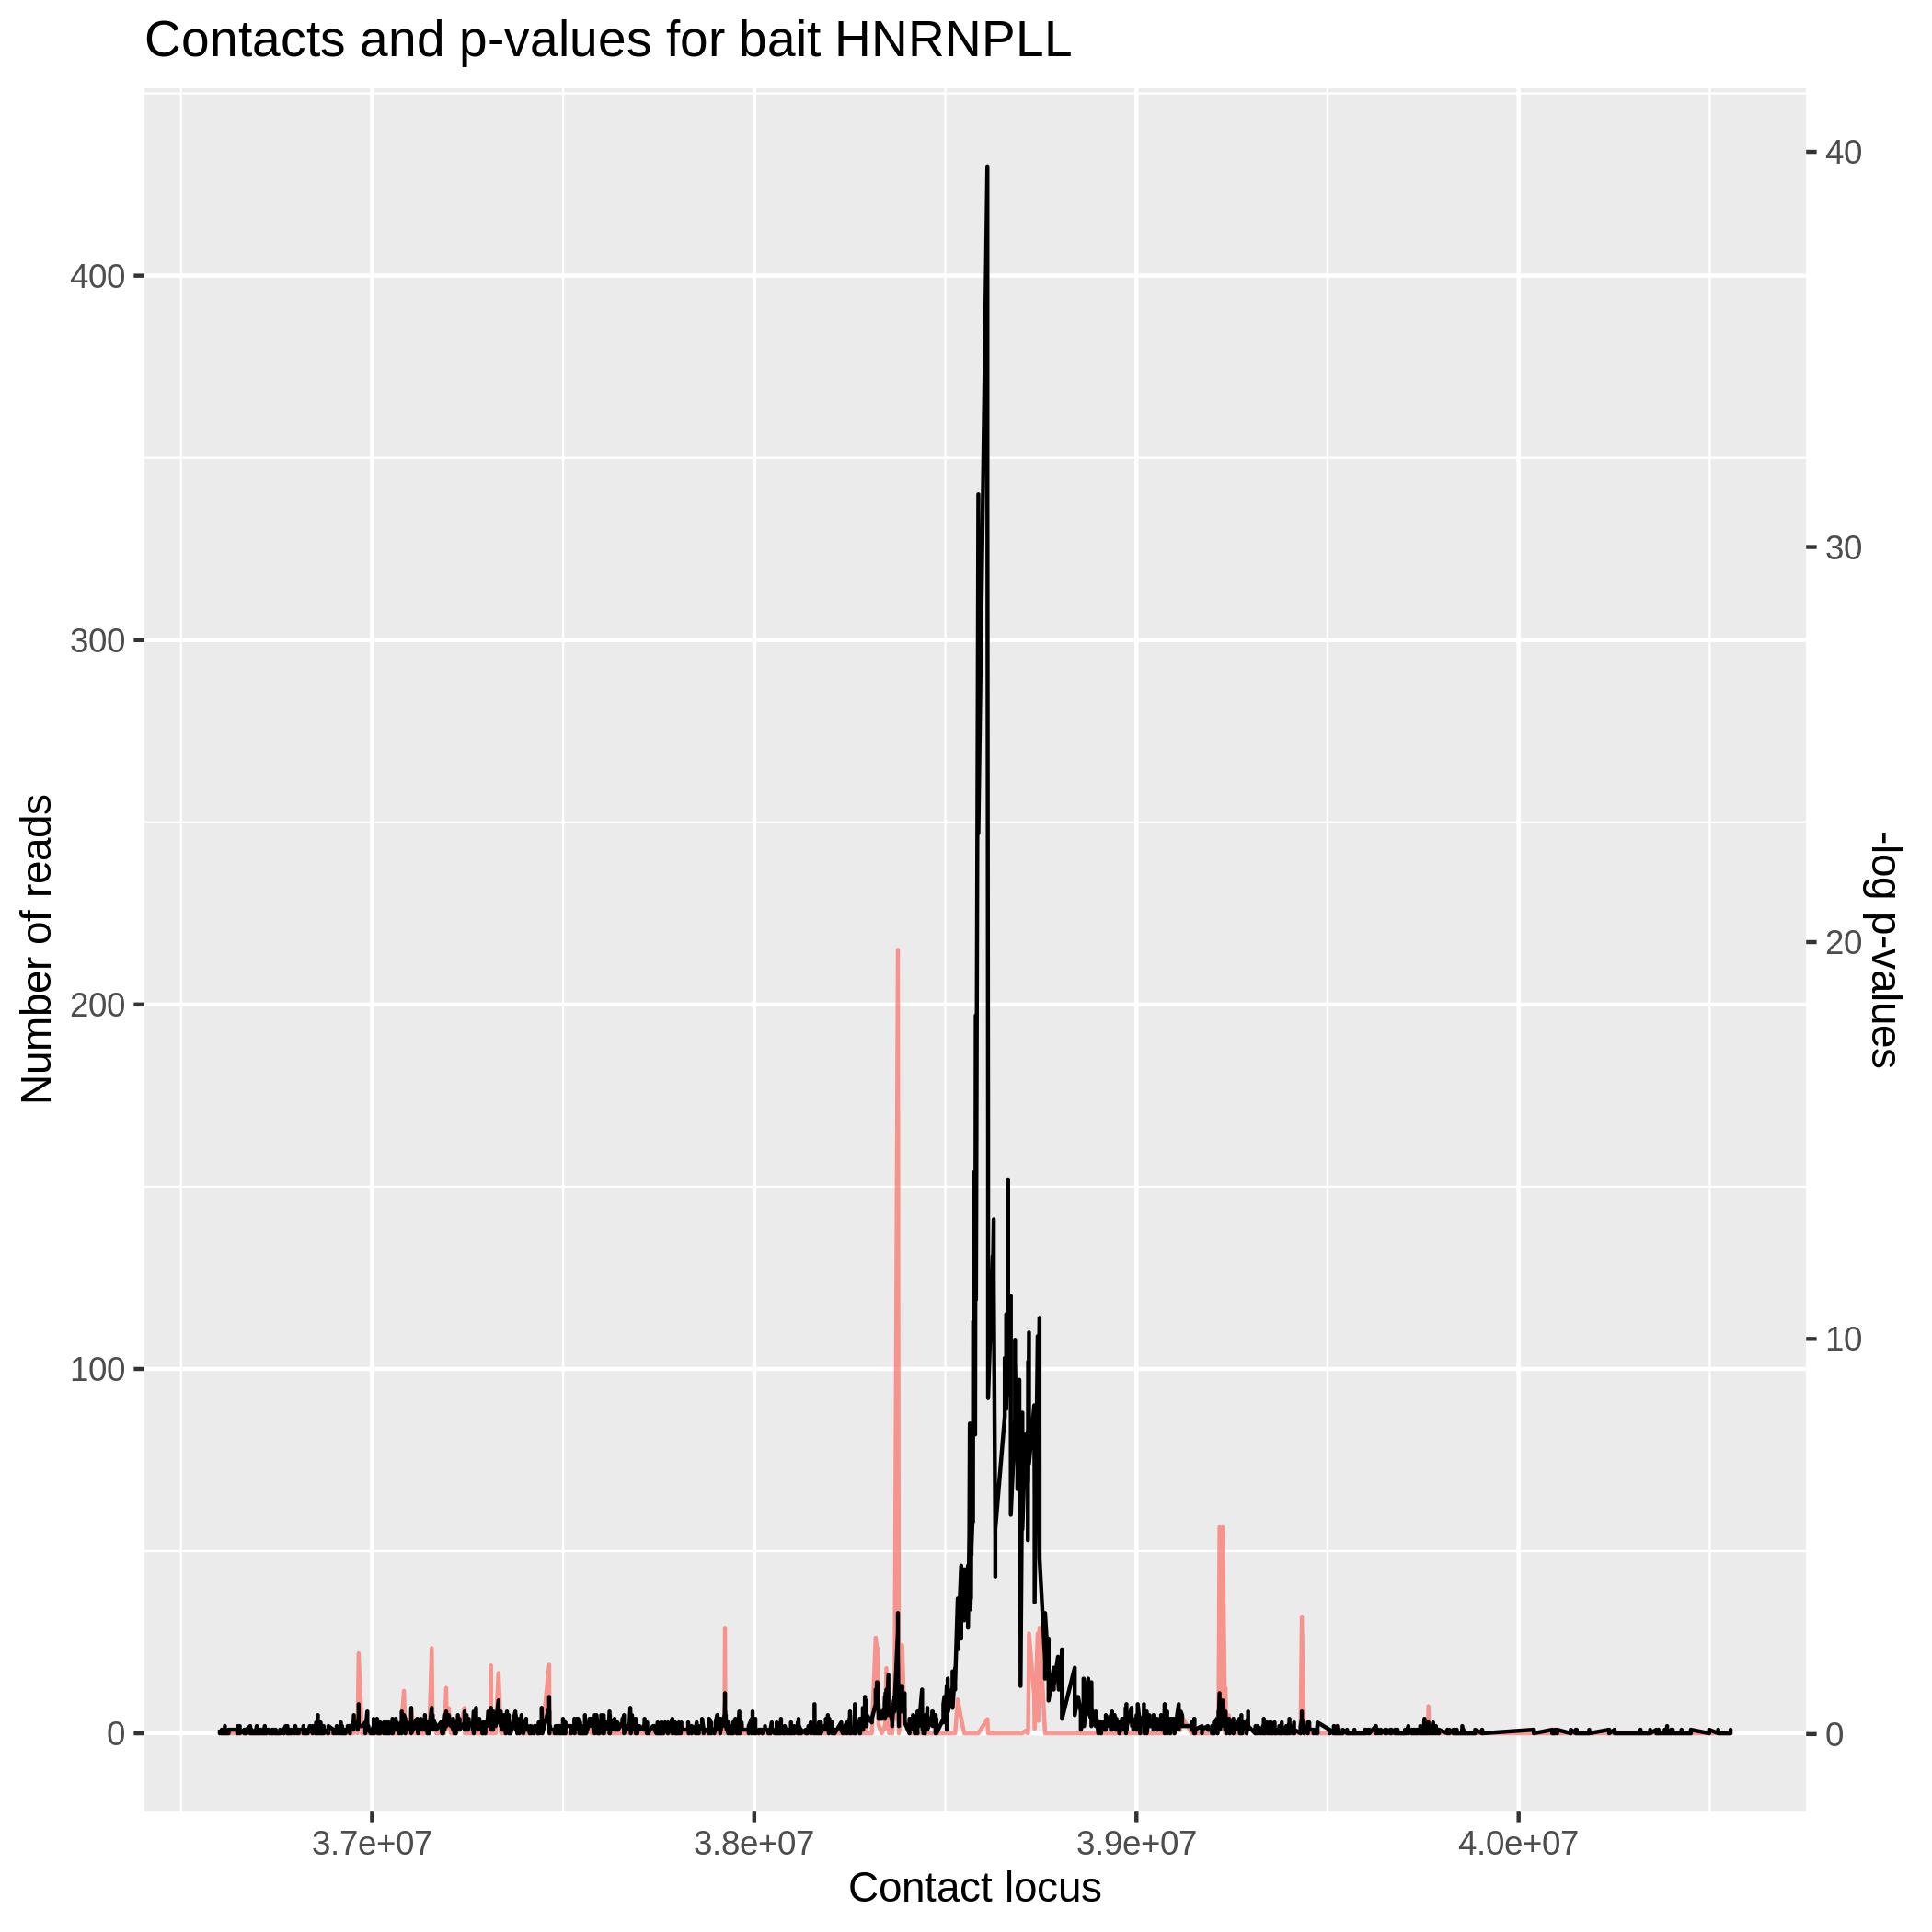 Contacts and p-values for bait HNRNPLL
400
300
200
100
0
Number of reads
40
30
20
10
0
-log p-values
3.7e+07
3.8e+07
3.9e+07
4.0e+07
Contact locus